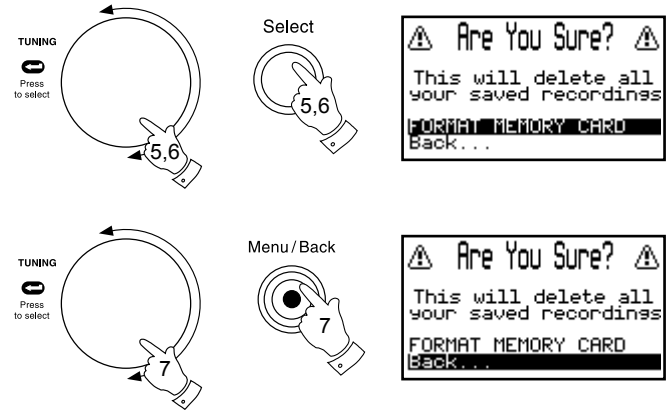 TUNING
Press
to select
5,6
Select
5,6
Are You Sure?
This will delete all
your saved recordings
FORMAT MEMORY CARD
Back...
TUNING
Press
to select
7
Menu/Back
7
Are You Sure?
This will delete all
your saved recordings
FORMAT MEMORY CARD
Back...